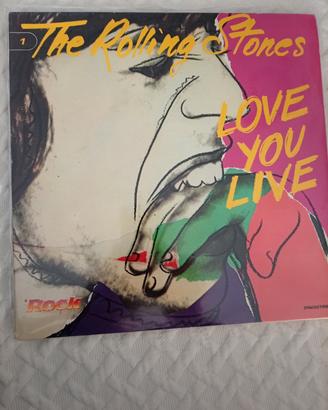 1
The Rolling Stones
LOVE
YOU
LIVE
Rock